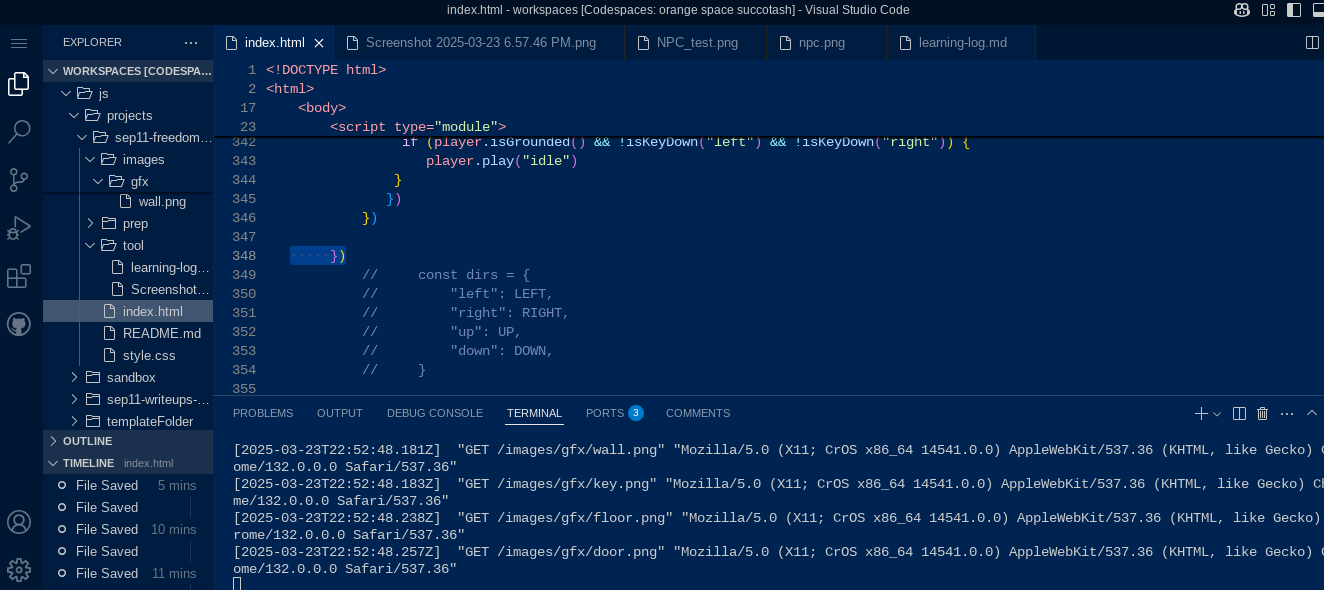 index.html - workspaces [Codespaces: orange space succotash] - Visual Studio Code
EXPLORER
WORKSPACES [CODESPA...
js
projects
sep11-freedom...
images
gfx
wall.png
prep
tool
learning-log...
Screenshot...
index.html
README.md
style.css
sandbox
sep11-writeups-...
templateFolder
OUTLINE
TIMELINE index.html
File Saved 5 mins
File Saved
File Saved 10 mins
File Saved
File Saved 11 mins
index.html
Screenshot 2025-03-23 6.57.46 PM.png
NPC_test.png
npc.png
learning-log.md
1 <!DOCTYPE html>
2 <html>
17 <body>
23 <script type="module">
342 if (player.isGrounded() && !isKeyDown("left") && !isKeyDown("right")) {
343 player.play("idle")
344 }
345 })
346 })
347
348 ····· })
349 // const dirs = {
350 // "left": LEFT,
351 // "right": RIGHT,
352 // "up": UP,
353 // "down": DOWN,
354 // }
355
PROBLEMS OUTPUT DEBUG CONSOLE TERMINAL PORTS 3 COMMENTS
[2025-03-23T22:52:48.181Z] "GET /images/gfx/wall.png" "Mozilla/5.0 (X11; CrOS x86_64 14541.0.0) AppleWebKit/537.36 (KHTML, like Gecko) C
ome/132.0.0.0 Safari/537.36"
[2025-03-23T22:52:48.183Z] "GET /images/gfx/key.png" "Mozilla/5.0 (X11; CrOS x86_64 14541.0.0) AppleWebKit/537.36 (KHTML, like Gecko) Ch
me/132.0.0.0 Safari/537.36"
[2025-03-23T22:52:48.238Z] "GET /images/gfx/floor.png" "Mozilla/5.0 (X11; CrOS x86_64 14541.0.0) AppleWebKit/537.36 (KHTML, like Gecko)
rome/132.0.0.0 Safari/537.36"
[2025-03-23T22:52:48.257Z] "GET /images/gfx/door.png" "Mozilla/5.0 (X11; CrOS x86_64 14541.0.0) AppleWebKit/537.36 (KHTML, like Gecko) C
ome/132.0.0.0 Safari/537.36"